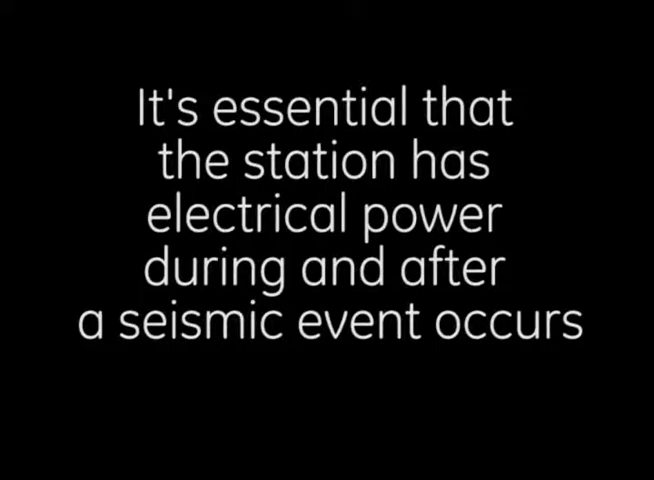 It's essential that
the station has
electrical power
during and after
a seismic event occurs